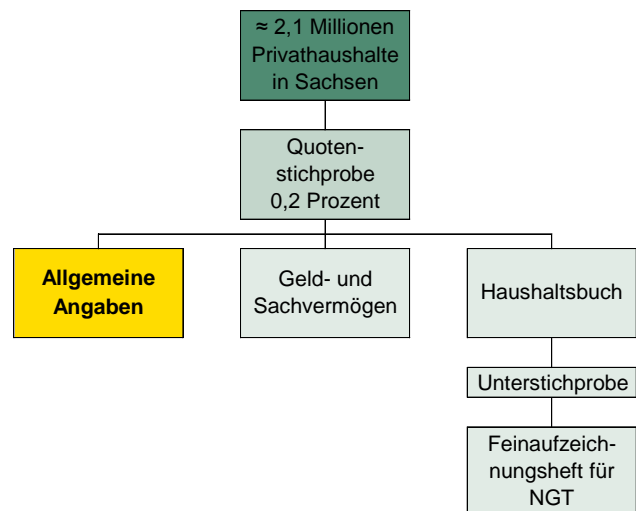 ≈ 2,1 Millionen
Privathaushalte
in Sachsen
Quoten-
stichprobe
0,2 Prozent
Allgemeine
Angaben
Geld- und
Sachvermögen
Haushaltsbuch
Unterstichprobe
Feinaufzeich-
nungsheft für
NGT